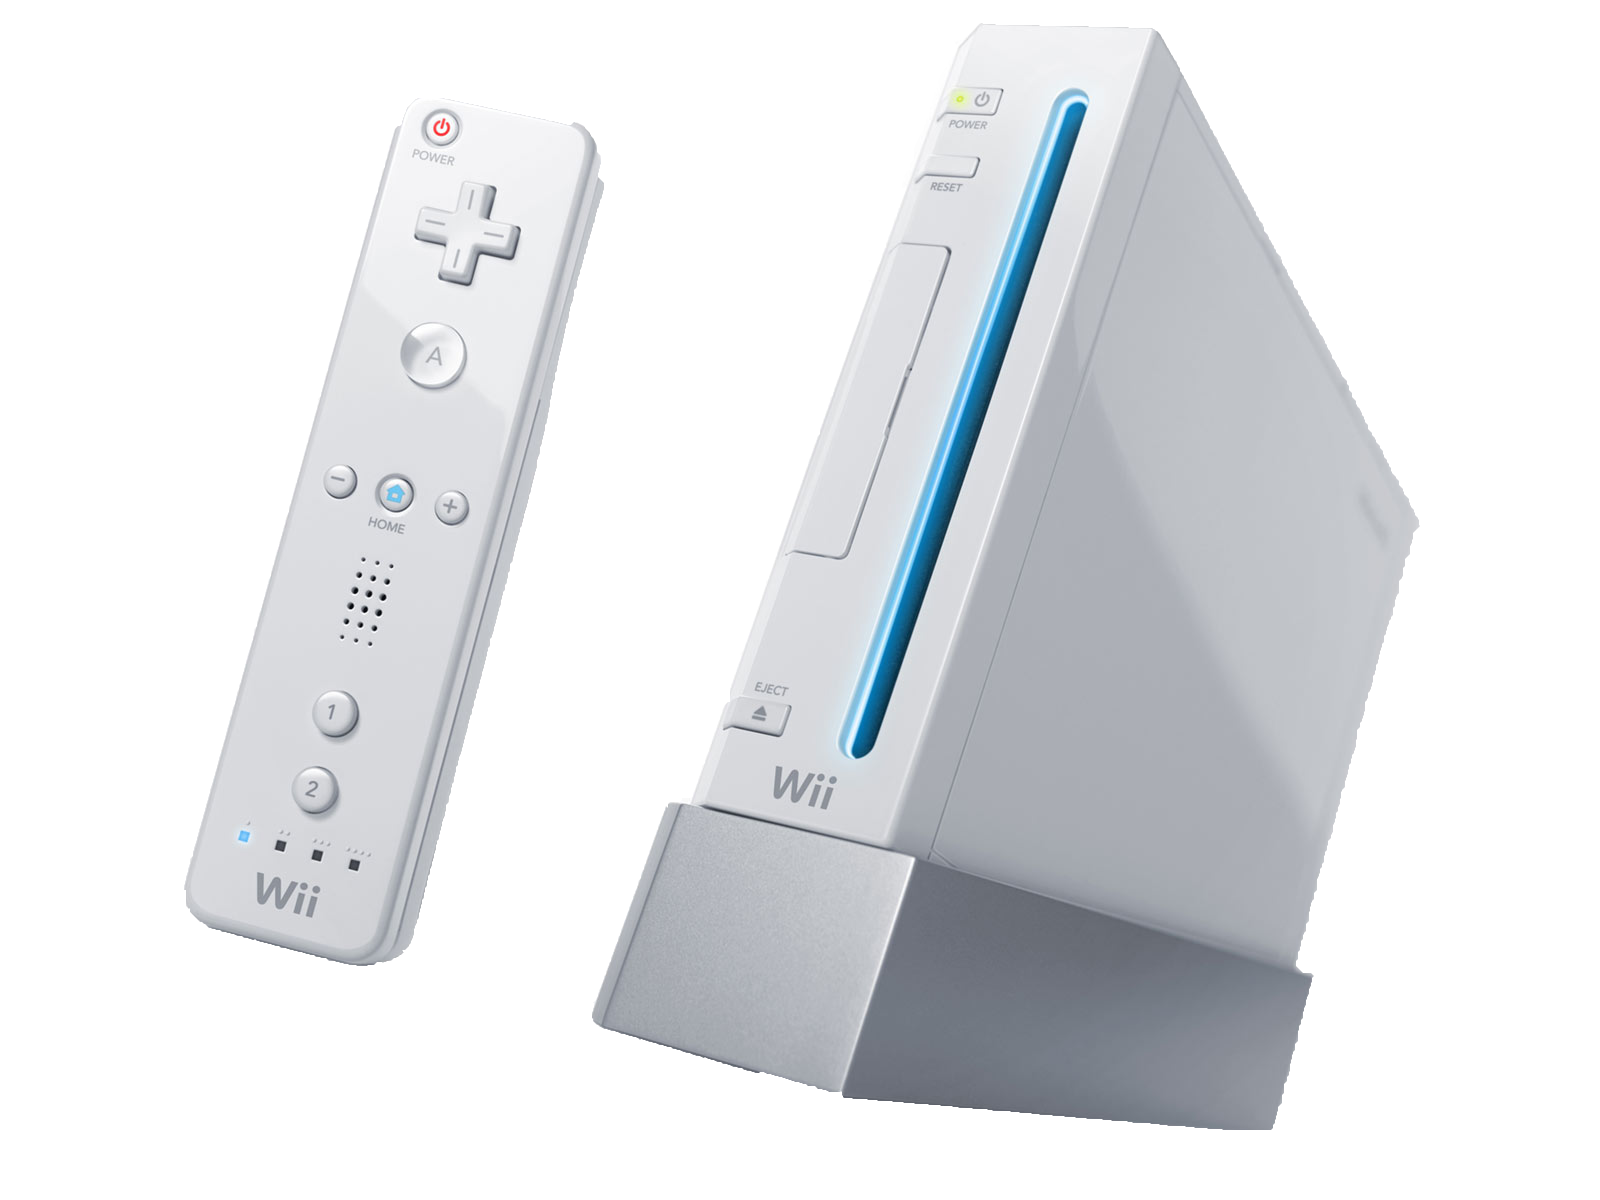 POWER
A
−
HOME
+
1
2
Wii
POWER
RESET
EJECT
Wii